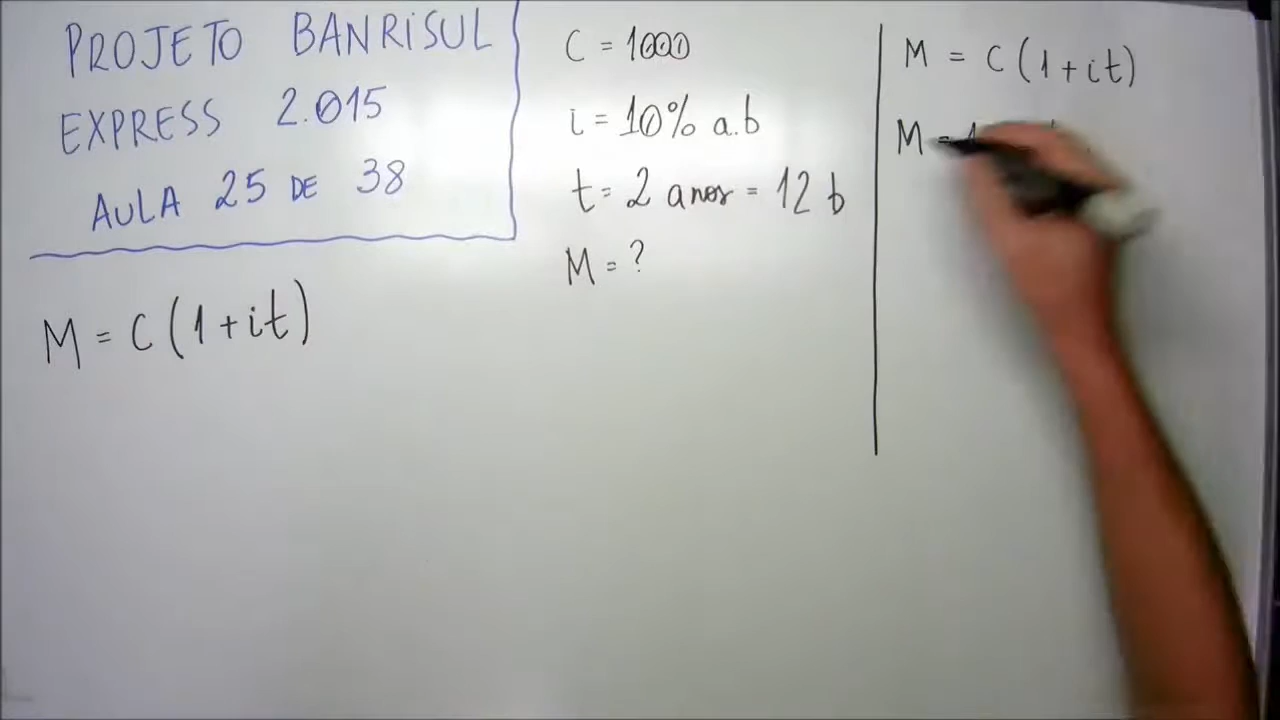 PROJETO BANRISUL
EXPRESS 2.015
AULA 25 DE 38
M = C (1 + it)
C = 1000
i = 10% a.b
t = 2 anos = 12 b
M = ?
M = C (1 + it)
M =